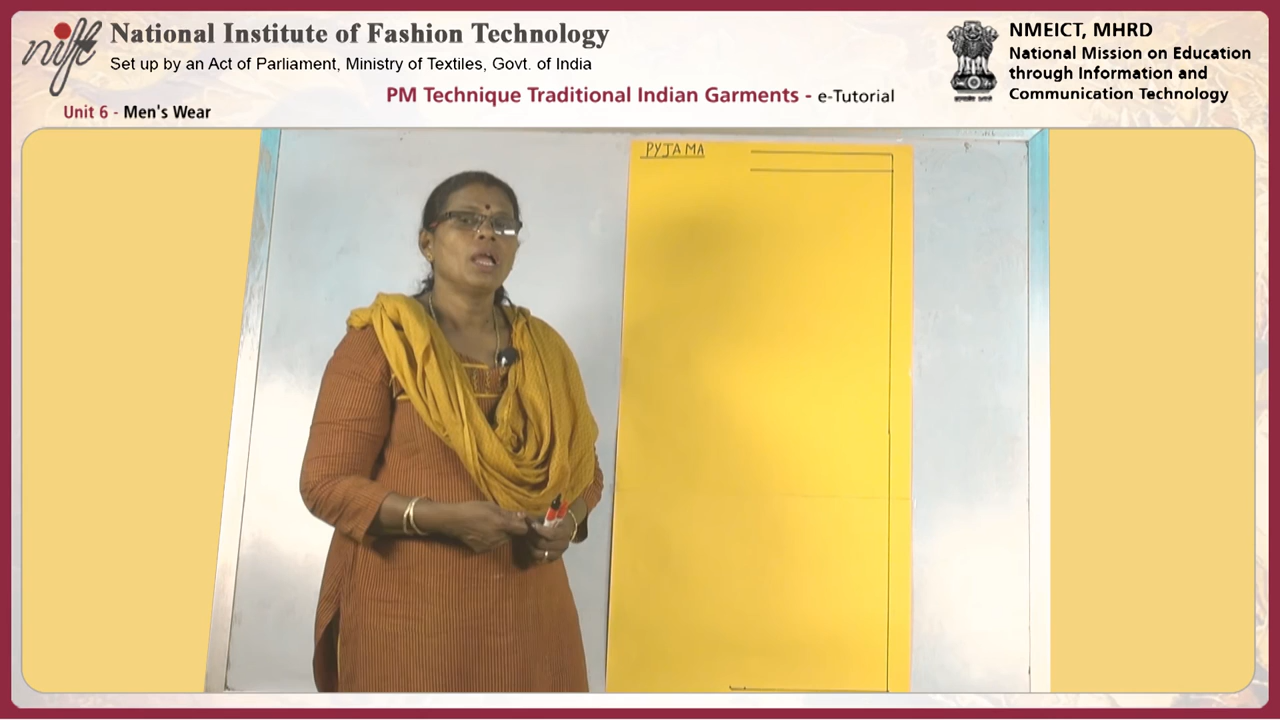 nift
National Institute of Fashion Technology
Set up by an Act of Parliament, Ministry of Textiles, Govt. of India
NMEICT, MHRD
National Mission on Education
through Information and
Communication Technology
PM Technique Traditional Indian Garments - e-Tutorial
Unit 6 - Men's Wear
PYJAMA